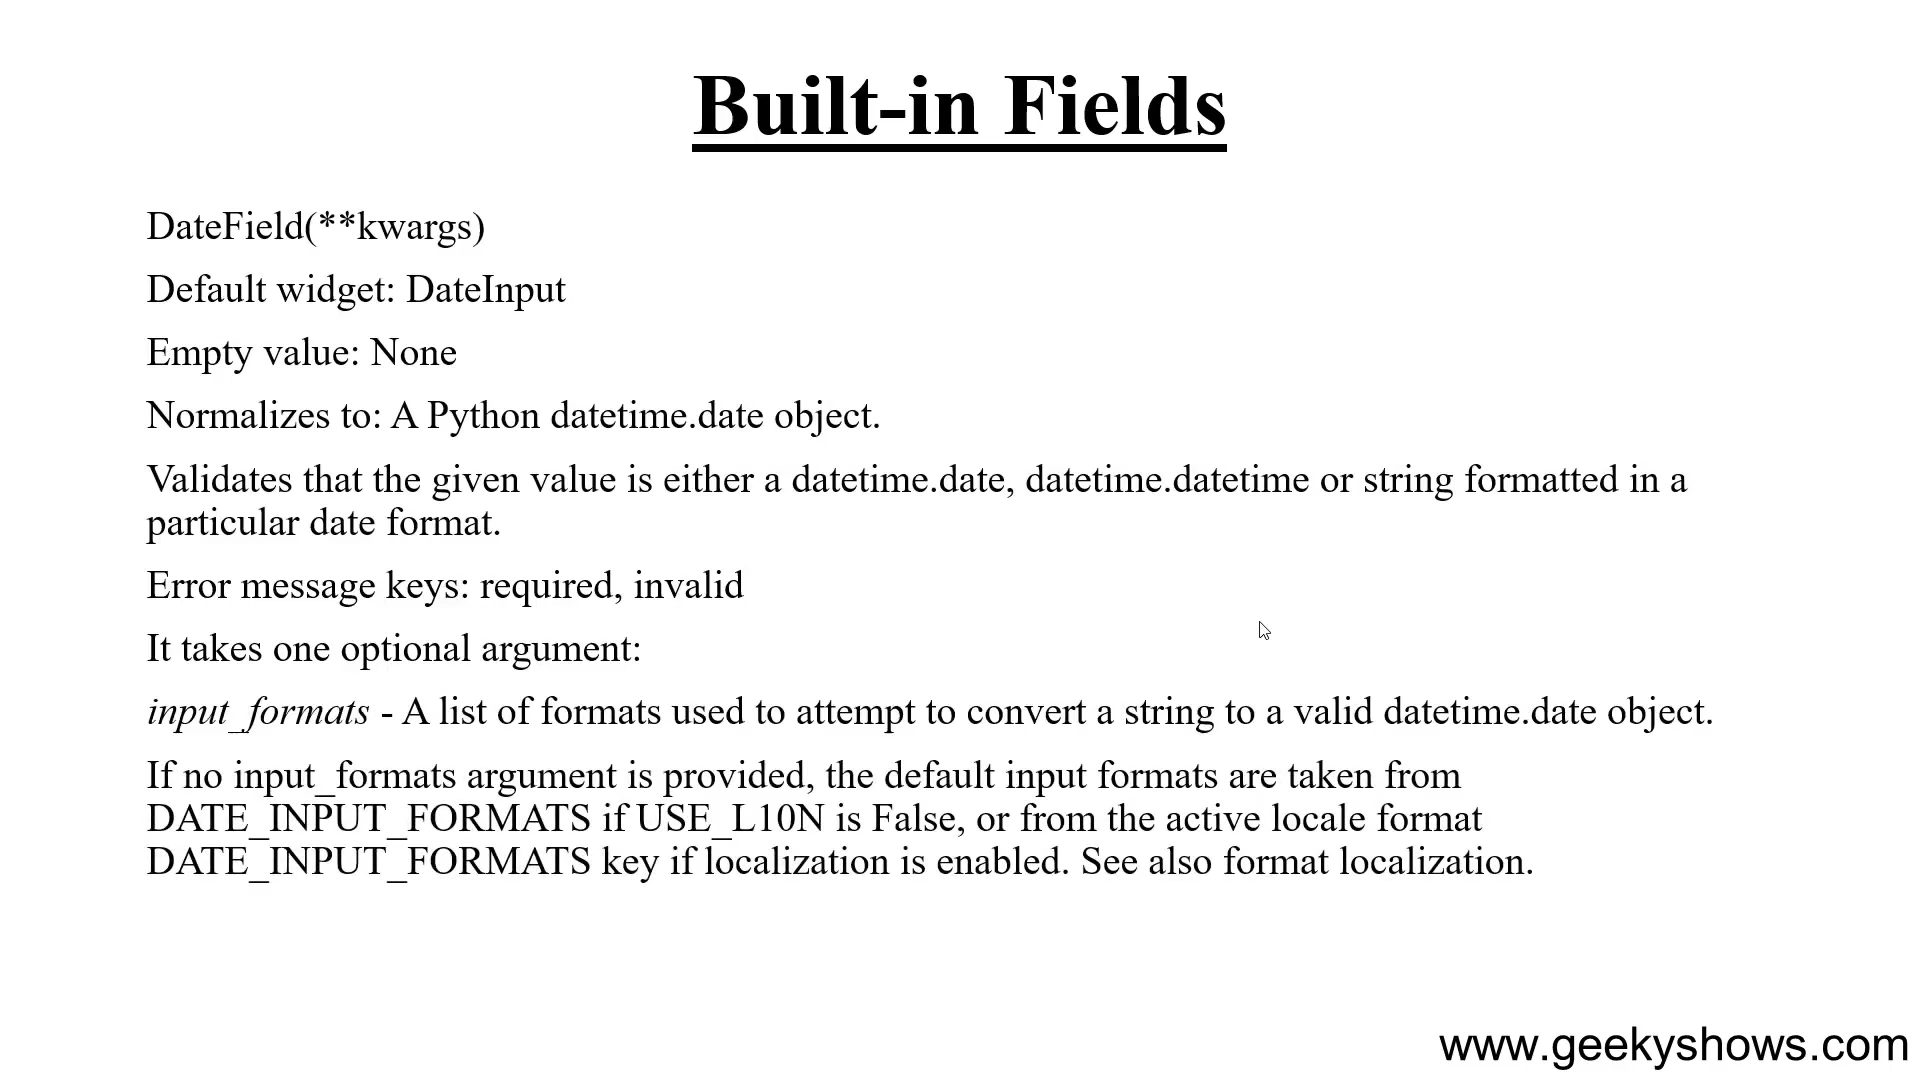 Built-in Fields
DateField(**kwargs)
Default widget: DateInput
Empty value: None
Normalizes to: A Python datetime.date object.
Validates that the given value is either a datetime.date, datetime.datetime or string formatted in a
particular date format.
Error message keys: required, invalid
It takes one optional argument:
input_formats - A list of formats used to attempt to convert a string to a valid datetime.date object.
If no input_formats argument is provided, the default input formats are taken from
DATE_INPUT_FORMATS if USE_L10N is False, or from the active locale format
DATE_INPUT_FORMATS key if localization is enabled. See also format localization.
www.geekyshows.com